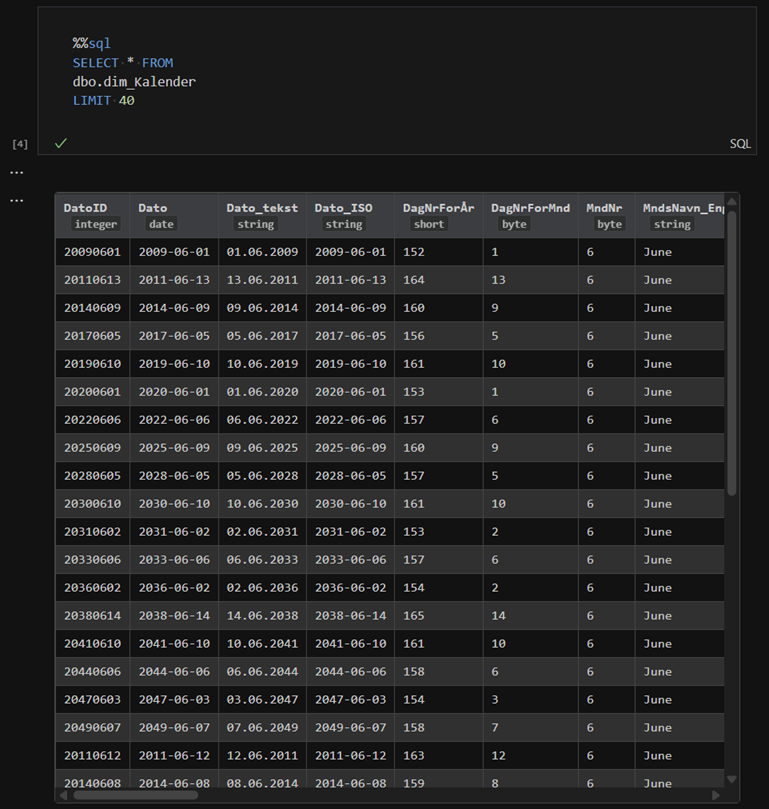 %%sql
SELECT * FROM
dbo.dim_Kalender
LIMIT 40
[4]
SQL
...
...
DatoID Dato Dato_tekst Dato_ISO DagNrForÅr DagNrForMnd MndNr MndsNavn_Eng
integer date string string short byte byte string
20090601 2009-06-01 01.06.2009 2009-06-01 152 1 6 June
20110613 2011-06-13 13.06.2011 2011-06-13 164 13 6 June
20140609 2014-06-09 09.06.2014 2014-06-09 160 9 6 June
20170605 2017-06-05 05.06.2017 2017-06-05 156 5 6 June
20190610 2019-06-10 10.06.2019 2019-06-10 161 10 6 June
20200601 2020-06-01 01.06.2020 2020-06-01 153 1 6 June
20220606 2022-06-06 06.06.2022 2022-06-06 157 6 6 June
20250609 2025-06-09 09.06.2025 2025-06-09 160 9 6 June
20280605 2028-06-05 05.06.2028 2028-06-05 157 5 6 June
20300610 2030-06-10 10.06.2030 2030-06-10 161 10 6 June
20310602 2031-06-02 02.06.2031 2031-06-02 153 2 6 June
20330606 2033-06-06 06.06.2033 2033-06-06 157 6 6 June
20360602 2036-06-02 02.06.2036 2036-06-02 154 2 6 June
20380614 2038-06-14 14.06.2038 2038-06-14 165 14 6 June
20410610 2041-06-10 10.06.2041 2041-06-10 161 10 6 June
20440606 2044-06-06 06.06.2044 2044-06-06 158 6 6 June
20470603 2047-06-03 03.06.2047 2047-06-03 154 3 6 June
20490607 2049-06-07 07.06.2049 2049-06-07 158 7 6 June
20110612 2011-06-12 12.06.2011 2011-06-12 163 12 6 June
20140608 2014-06-08 08.06.2014 2014-06-08 159 8 6 June